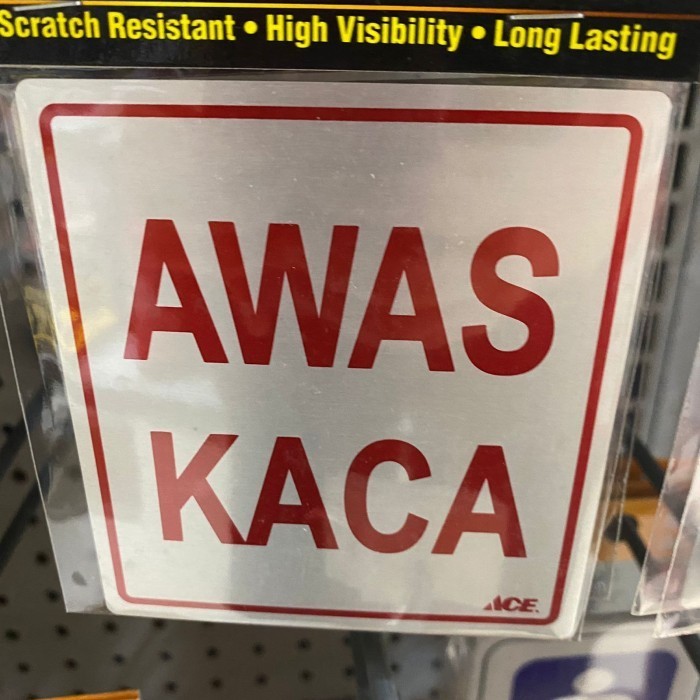 Scratch Resistant • High Visibility • Long Lasting
AWAS
KACA
ACE.